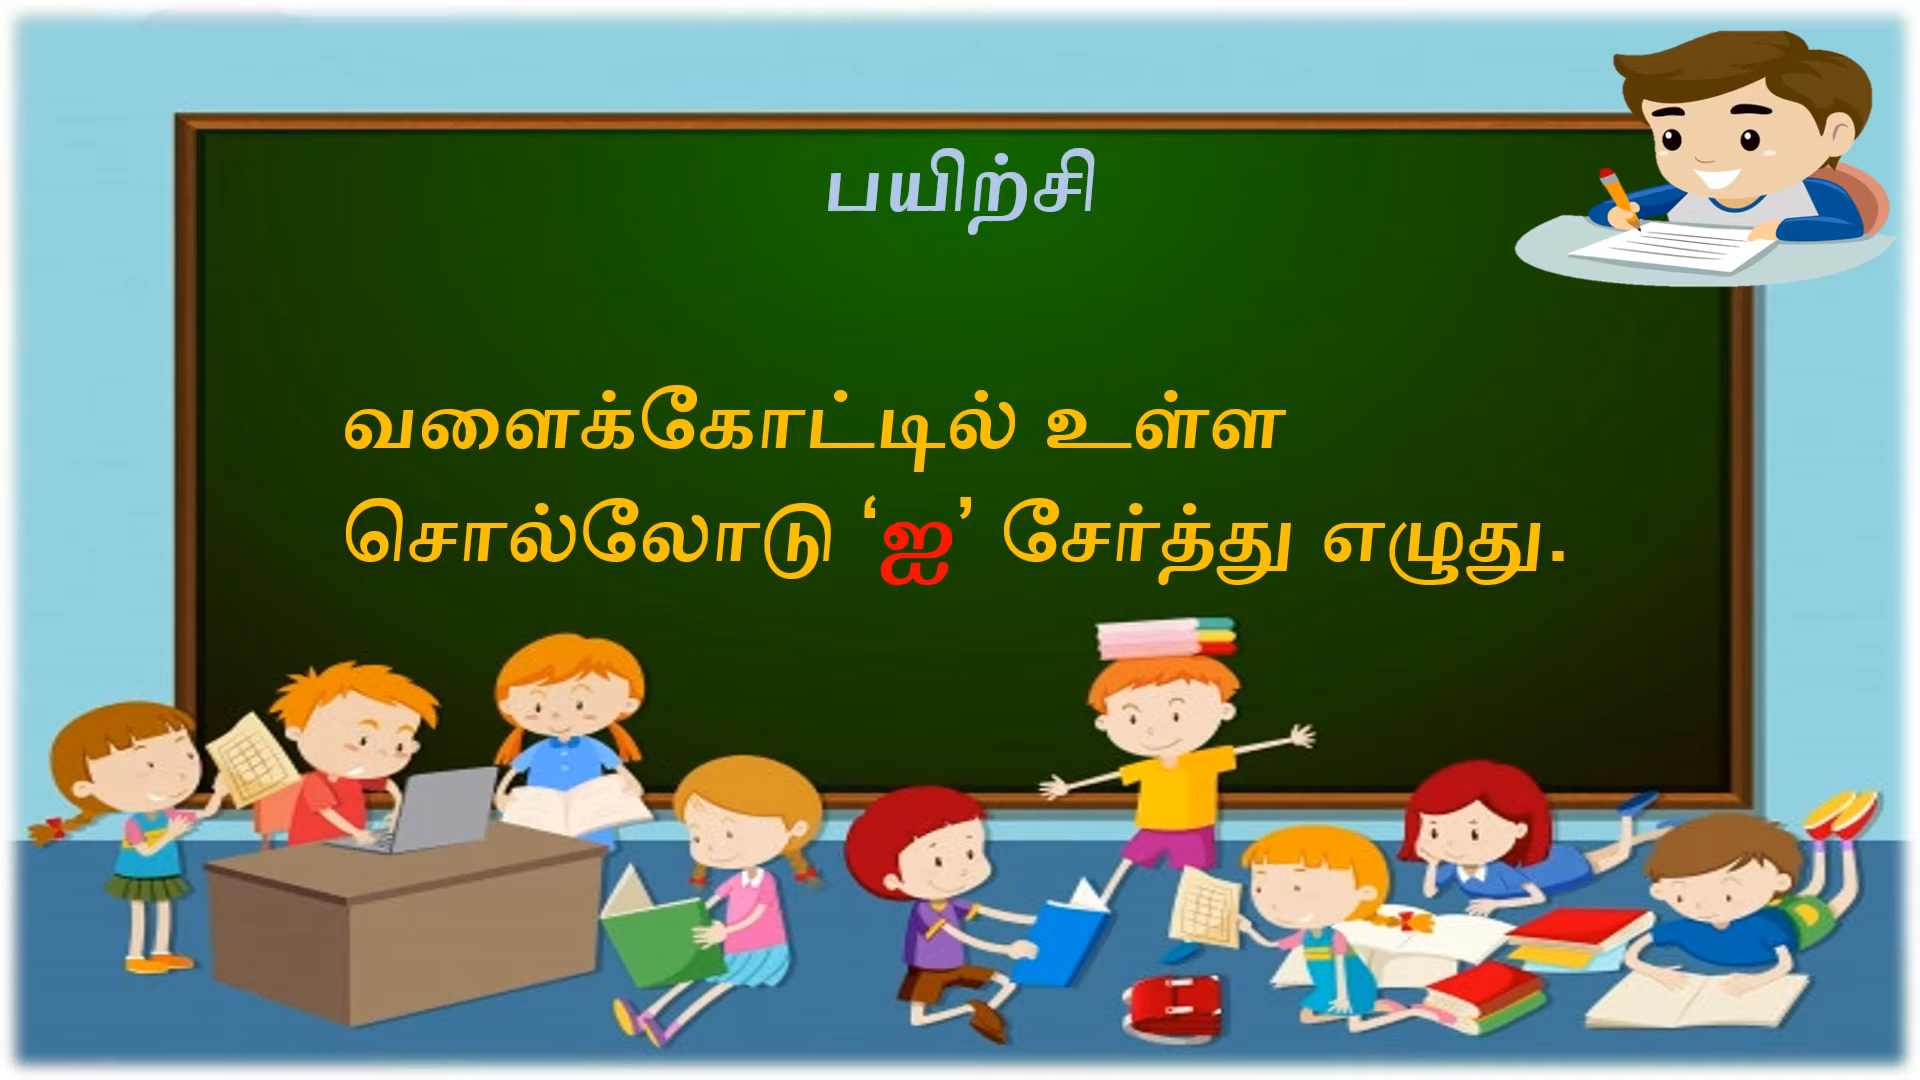 பயிற்சி
வளைக்கோட்டில் உள்ள
சொல்லோடு ‘ஐ’ சேர்த்து எழுது.